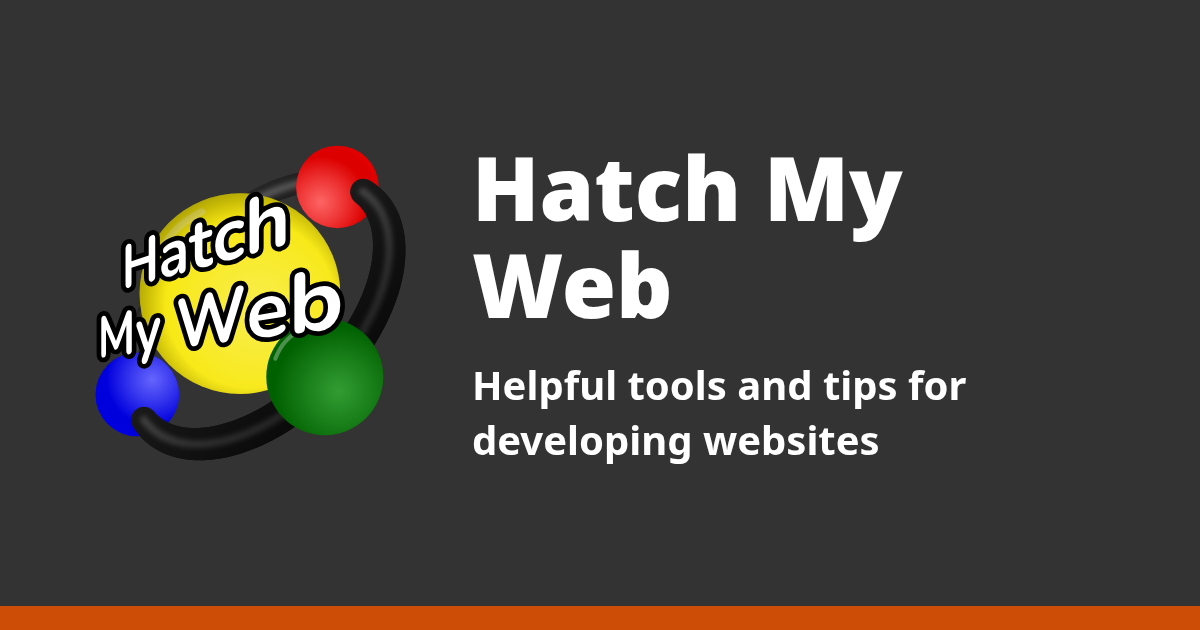 Hatch
My Web
Hatch My
Web
Helpful tools and tips for
developing websites